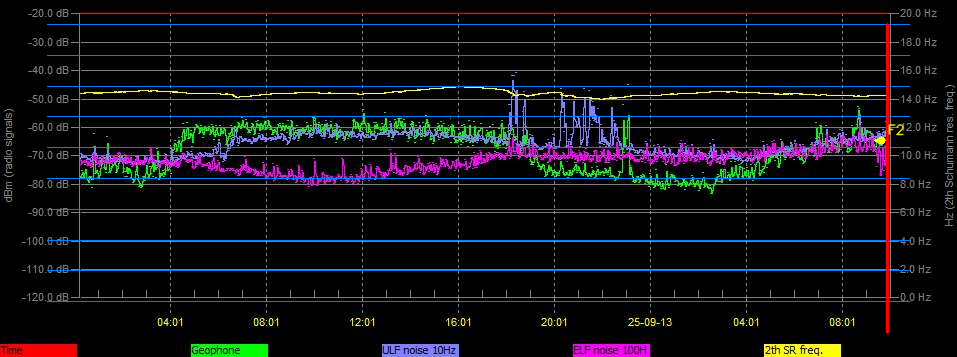 -20.0 dB 20.0 Hz
-30.0 dB 18.0 Hz
-40.0 dB 16.0 Hz
-50.0 dB 14.0 Hz
-60.0 dB 12.0 Hz
F2
-70.0 dB 10.0 Hz
-80.0 dB 8.0 Hz
-90.0 dB 6.0 Hz
-100.0 dB 4.0 Hz
-110.0 dB 2.0 Hz
-120.0 dB 0.0 Hz
dBm (radio signals)
Hz (2th Schumann res. freq.)
04:01 08:01 12:01 16:01 20:01 25-09-13 04:01 08:01
Time Geophone ULF noise 10Hz ELF noise 100H 2th SR freq.